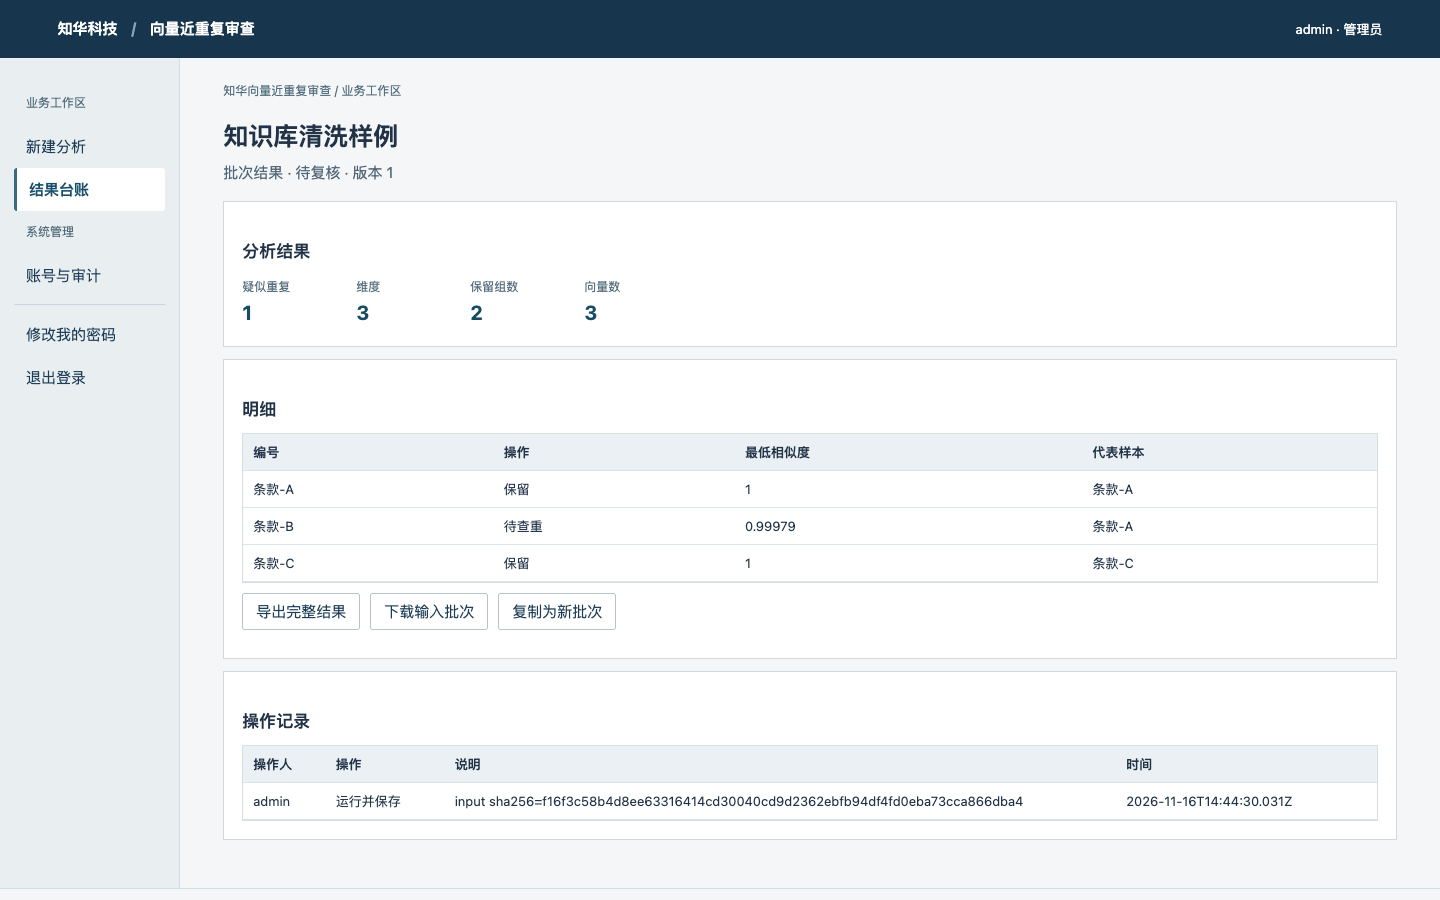 知华科技 / 向量近重复审查
admin · 管理员
业务工作区
新建分析
结果台账
系统管理
账号与审计
修改我的密码
退出登录
知华向量近重复审查 / 业务工作区
知识库清洗样例
批次结果 · 待复核 · 版本 1
分析结果
疑似重复 维度 保留组数 向量数
1 3 2 3
明细
编号 操作 最低相似度 代表样本
条款-A 保留 1 条款-A
条款-B 待查重 0.99979 条款-A
条款-C 保留 1 条款-C
导出完整结果 下载输入批次 复制为新批次
操作记录
操作人 操作 说明 时间
admin 运行并保存 input sha256=f16f3c58b4d8ee63316414cd30040cd9d2362ebfb94df4fd0eba73cca866dba4 2026-11-16T14:44:30.031Z